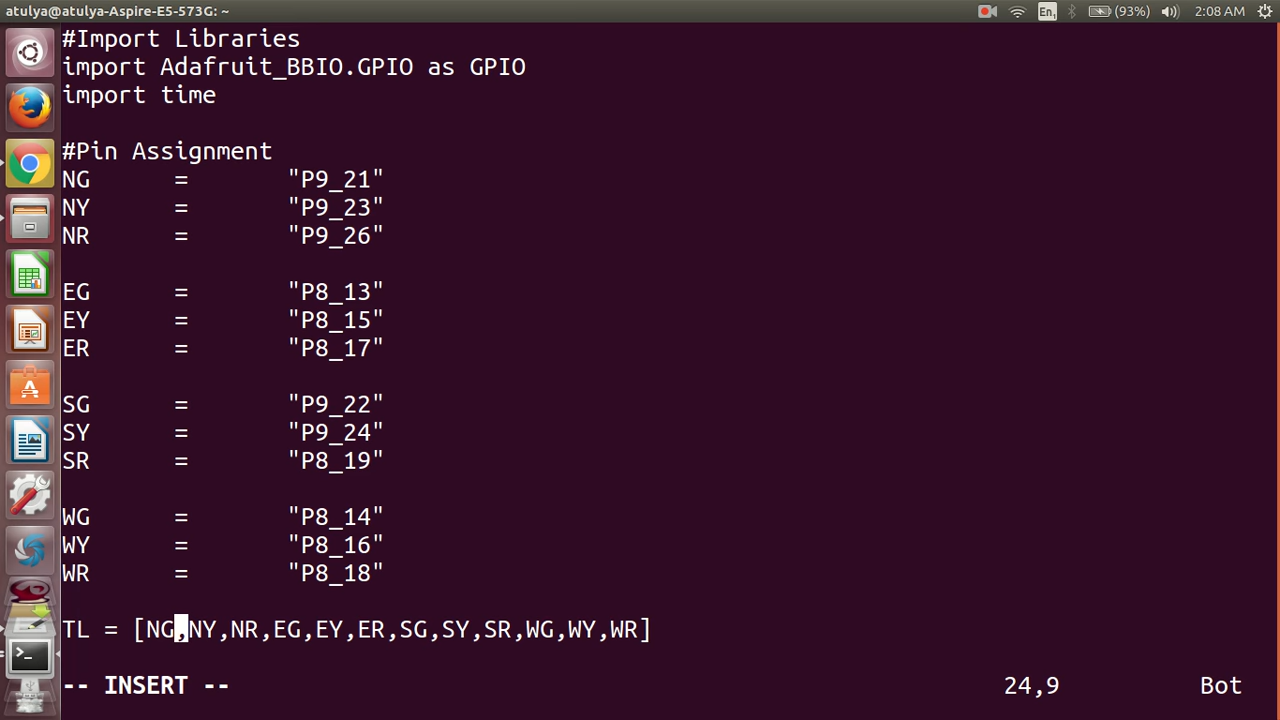 atulya@atulya-Aspire-E5-573G: ~ En1 (93%) 2:08 AM
#Import Libraries
import Adafruit_BBIO.GPIO as GPIO
import time
#Pin Assignment
NG = "P9_21"
NY = "P9_23"
NR = "P9_26"
EG = "P8_13"
EY = "P8_15"
ER = "P8_17"
SG = "P9_22"
SY = "P9_24"
SR = "P8_19"
WG = "P8_14"
WY = "P8_16"
WR = "P8_18"
TL = [NG,NY,NR,EG,EY,ER,SG,SY,SR,WG,WY,WR]
-- INSERT -- 24,9 Bot